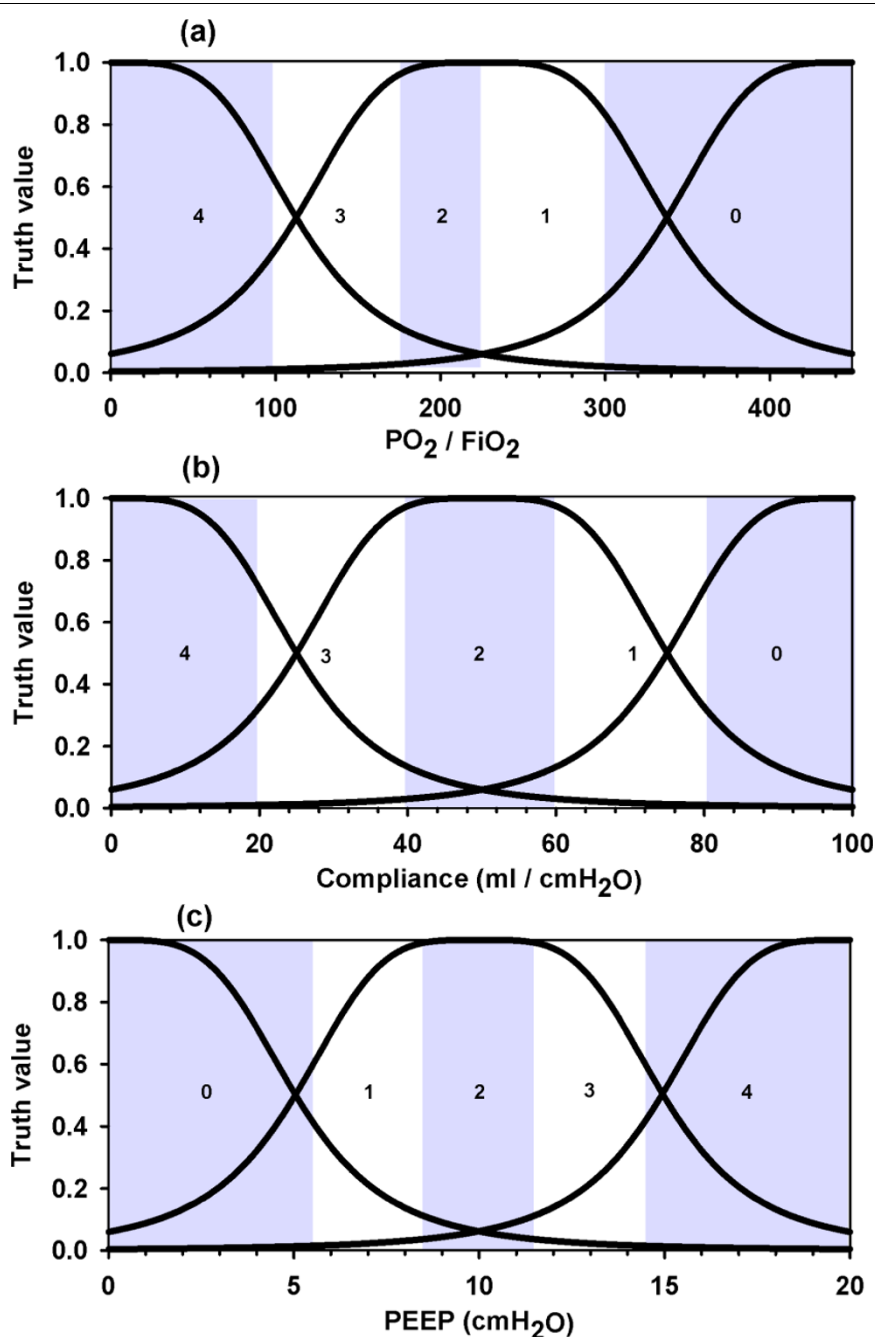 (a)
Truth value
1.0
0.8
0.6
0.4
0.2
0.0
4 3 2 1 0
0 100 200 300 400
PO2 / FiO2
(b)
Truth value
1.0
0.8
0.6
0.4
0.2
0.0
4 3 2 1 0
0 20 40 60 80 100
Compliance (ml / cmH2O)
(c)
Truth value
1.0
0.8
0.6
0.4
0.2
0.0
0 1 2 3 4
0 5 10 15 20
PEEP (cmH2O)